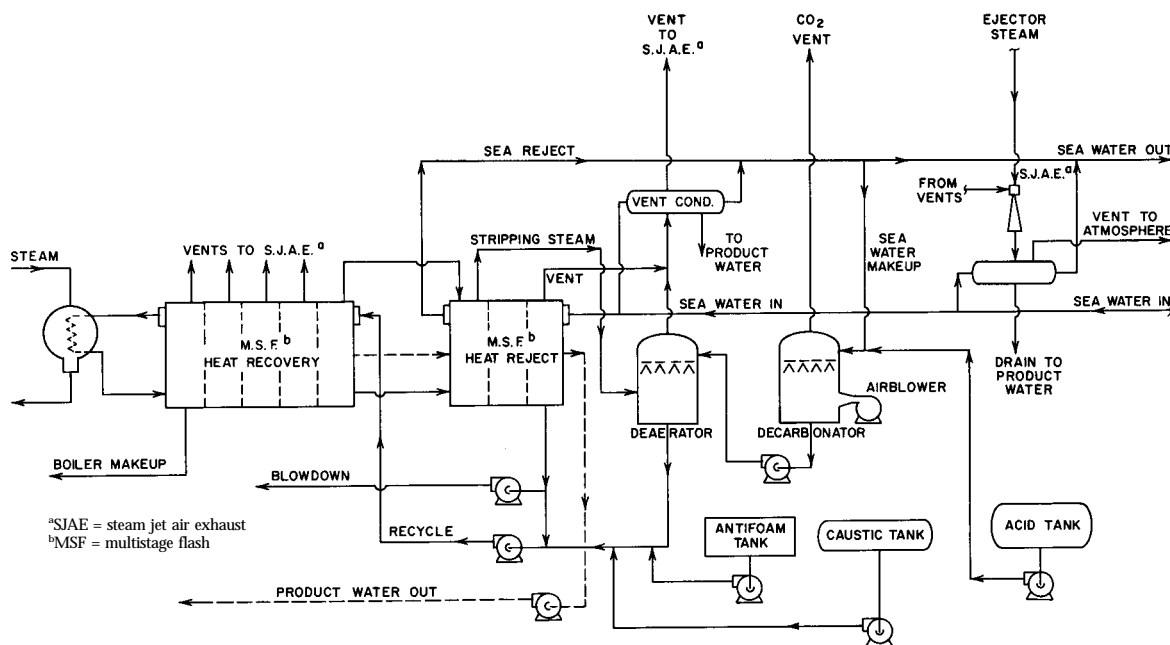 VENT
TO
S.J.A.E.a
CO2
VENT
EJECTOR
STEAM
SEA REJECT
SEA WATER OUT
S.J.A.E.a
FROM
VENTS
VENT COND.
VENT TO
ATMOSPHERE
STRIPPING STEAM
TO
PRODUCT
WATER
SEA
WATER
MAKEUP
STEAM
VENTS TO S.J.A.E.a
VENT
SEA WATER IN
SEA WATER IN
M.S.F.b
HEAT RECOVERY
M.S.F.b
HEAT REJECT
DRAIN TO
PRODUCT
WATER
AIRBLOWER
DEAERATOR
DECARBONATOR
BOILER MAKEUP
BLOWDOWN
aSJAE = steam jet air exhaust
bMSF = multistage flash
RECYCLE
ANTIFOAM
TANK
CAUSTIC TANK
ACID TANK
PRODUCT WATER OUT